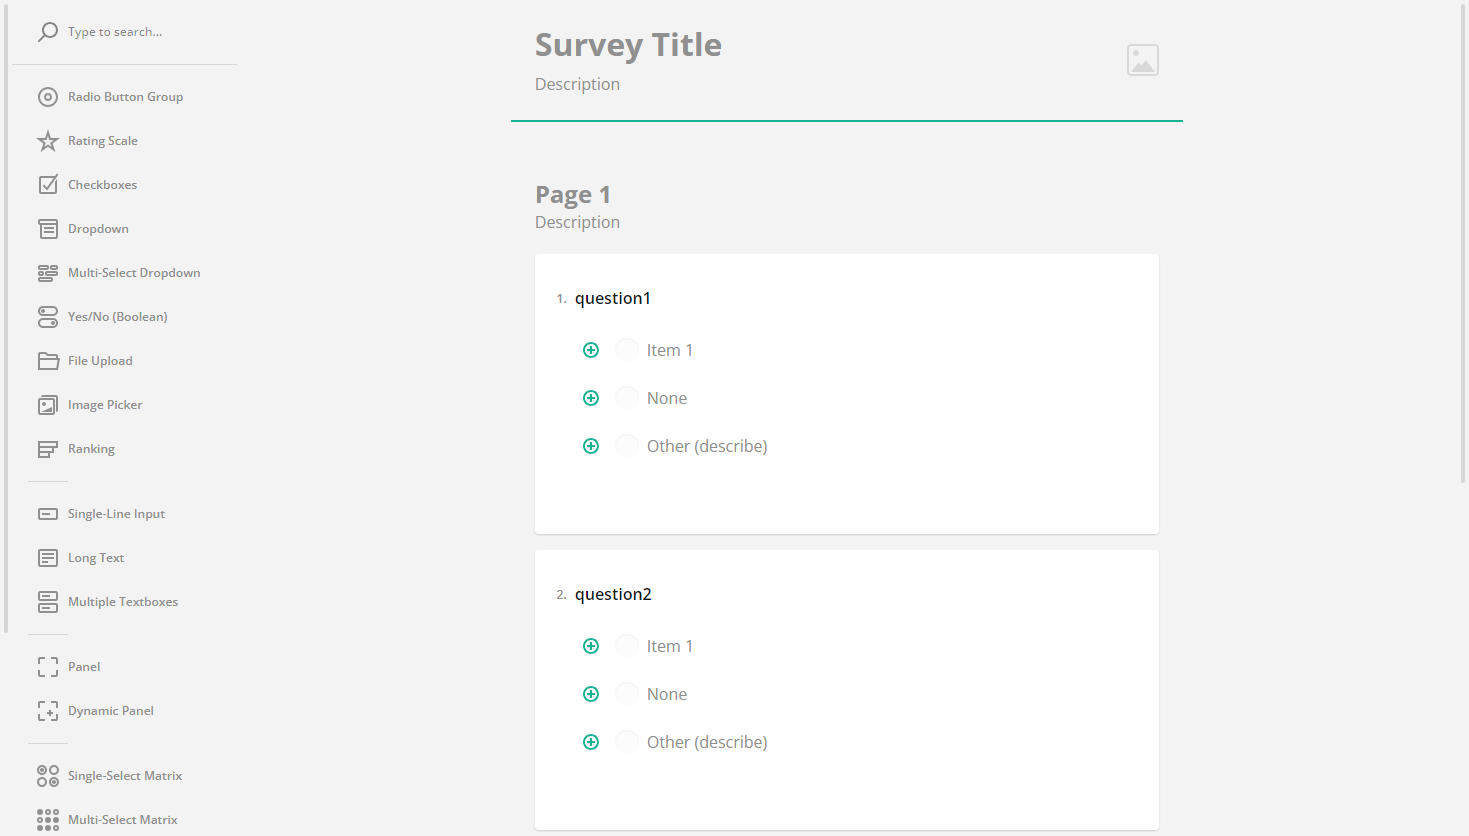 Type to search...
Radio Button Group
Rating Scale
Checkboxes
Dropdown
Multi-Select Dropdown
Yes/No (Boolean)
File Upload
Image Picker
Ranking
Single-Line Input
Long Text
Multiple Textboxes
Panel
Dynamic Panel
Single-Select Matrix
Multi-Select Matrix
Survey Title
Description
Page 1
Description
1. question1
Item 1
None
Other (describe)
2. question2
Item 1
None
Other (describe)